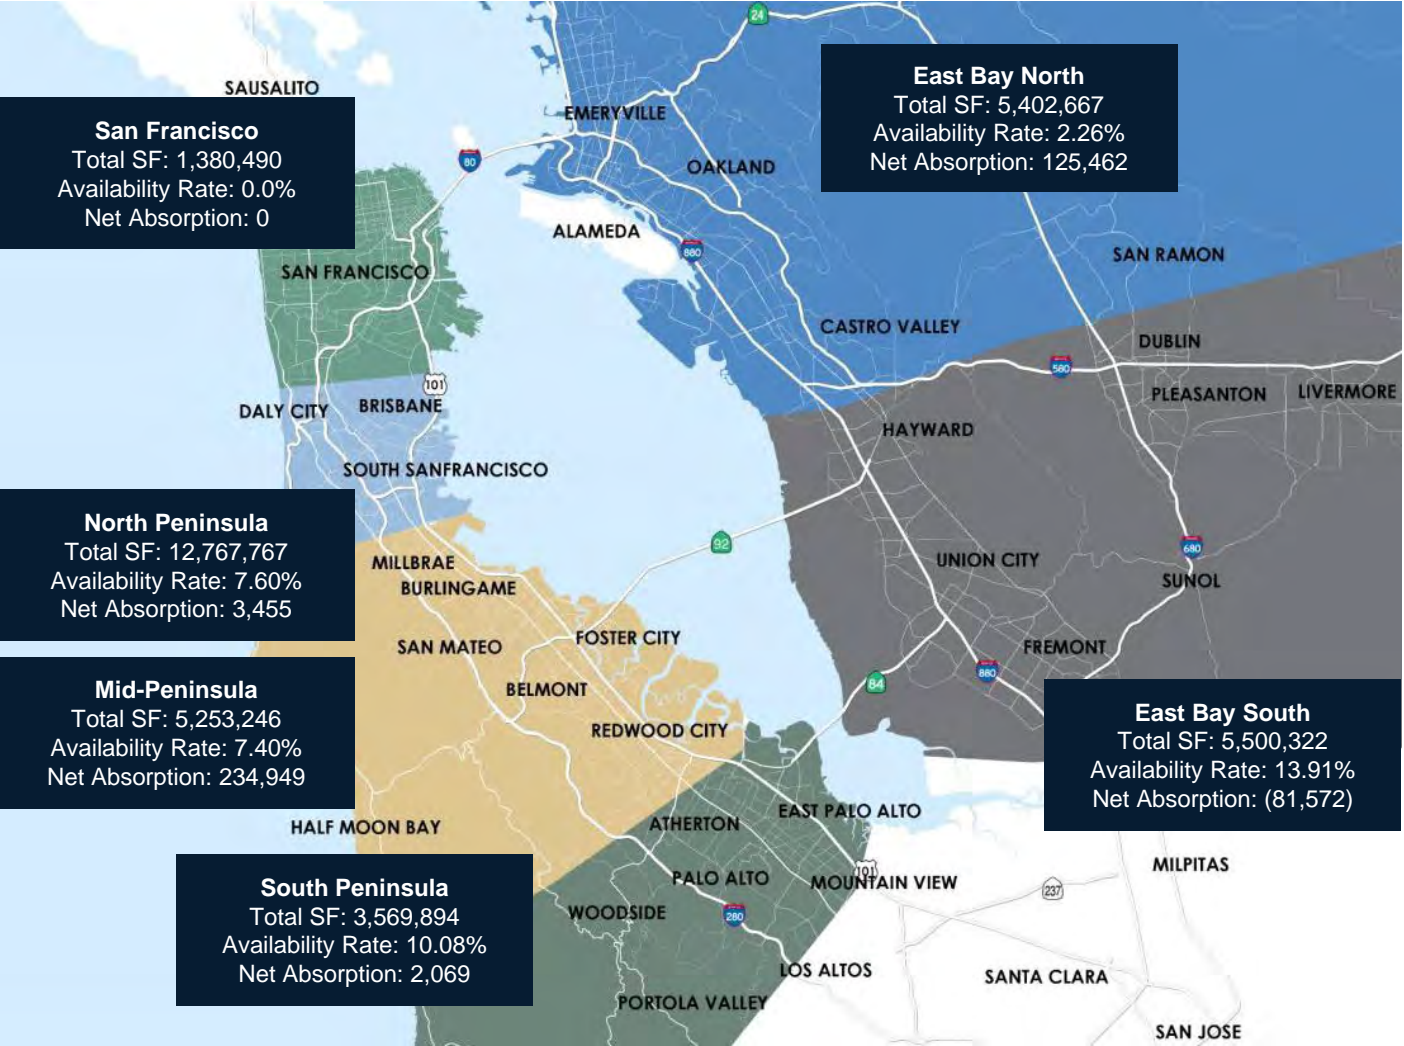 24
East Bay North
Total SF: 5,402,667
Availability Rate: 2.26%
Net Absorption: 125,462
SAUSALITO
San Francisco
Total SF: 1,380,490
Availability Rate: 0.0%
Net Absorption: 0
EMERYVILLE
80
OAKLAND
ALAMEDA
880
SAN RAMON
SAN FRANCISCO
CASTRO VALLEY
DUBLIN
580
101
PLEASANTON
LIVERMORE
DALY CITY
BRISBANE
HAYWARD
SOUTH SANFRANCISCO
North Peninsula
Total SF: 12,767,767
Availability Rate: 7.60%
Net Absorption: 3,455
92
680
MILLBRAE
UNION CITY
BURLINGAME
SUNOL
SAN MATEO
FOSTER CITY
FREMONT
880
84
Mid-Peninsula
Total SF: 5,253,246
Availability Rate: 7.40%
Net Absorption: 234,949
BELMONT
REDWOOD CITY
East Bay South
Total SF: 5,500,322
Availability Rate: 13.91%
Net Absorption: (81,572)
HALF MOON BAY
ATHERTON
EAST PALO ALTO
MILPITAS
101
PALO ALTO
MOUNTAIN VIEW
237
South Peninsula
Total SF: 3,569,894
Availability Rate: 10.08%
Net Absorption: 2,069
WOODSIDE
280
LOS ALTOS
SANTA CLARA
PORTOLA VALLEY
SAN JOSE